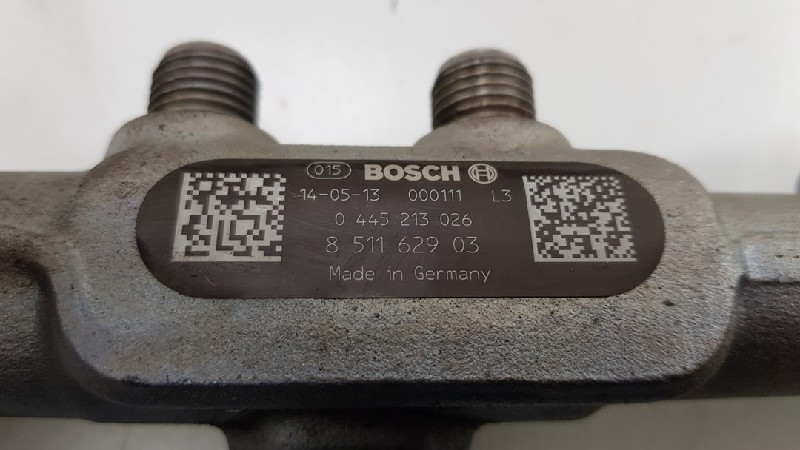 015 BOSCH
14-05-13 000111 L3
0 445 213 026
8 511 629 03
Made in Germany